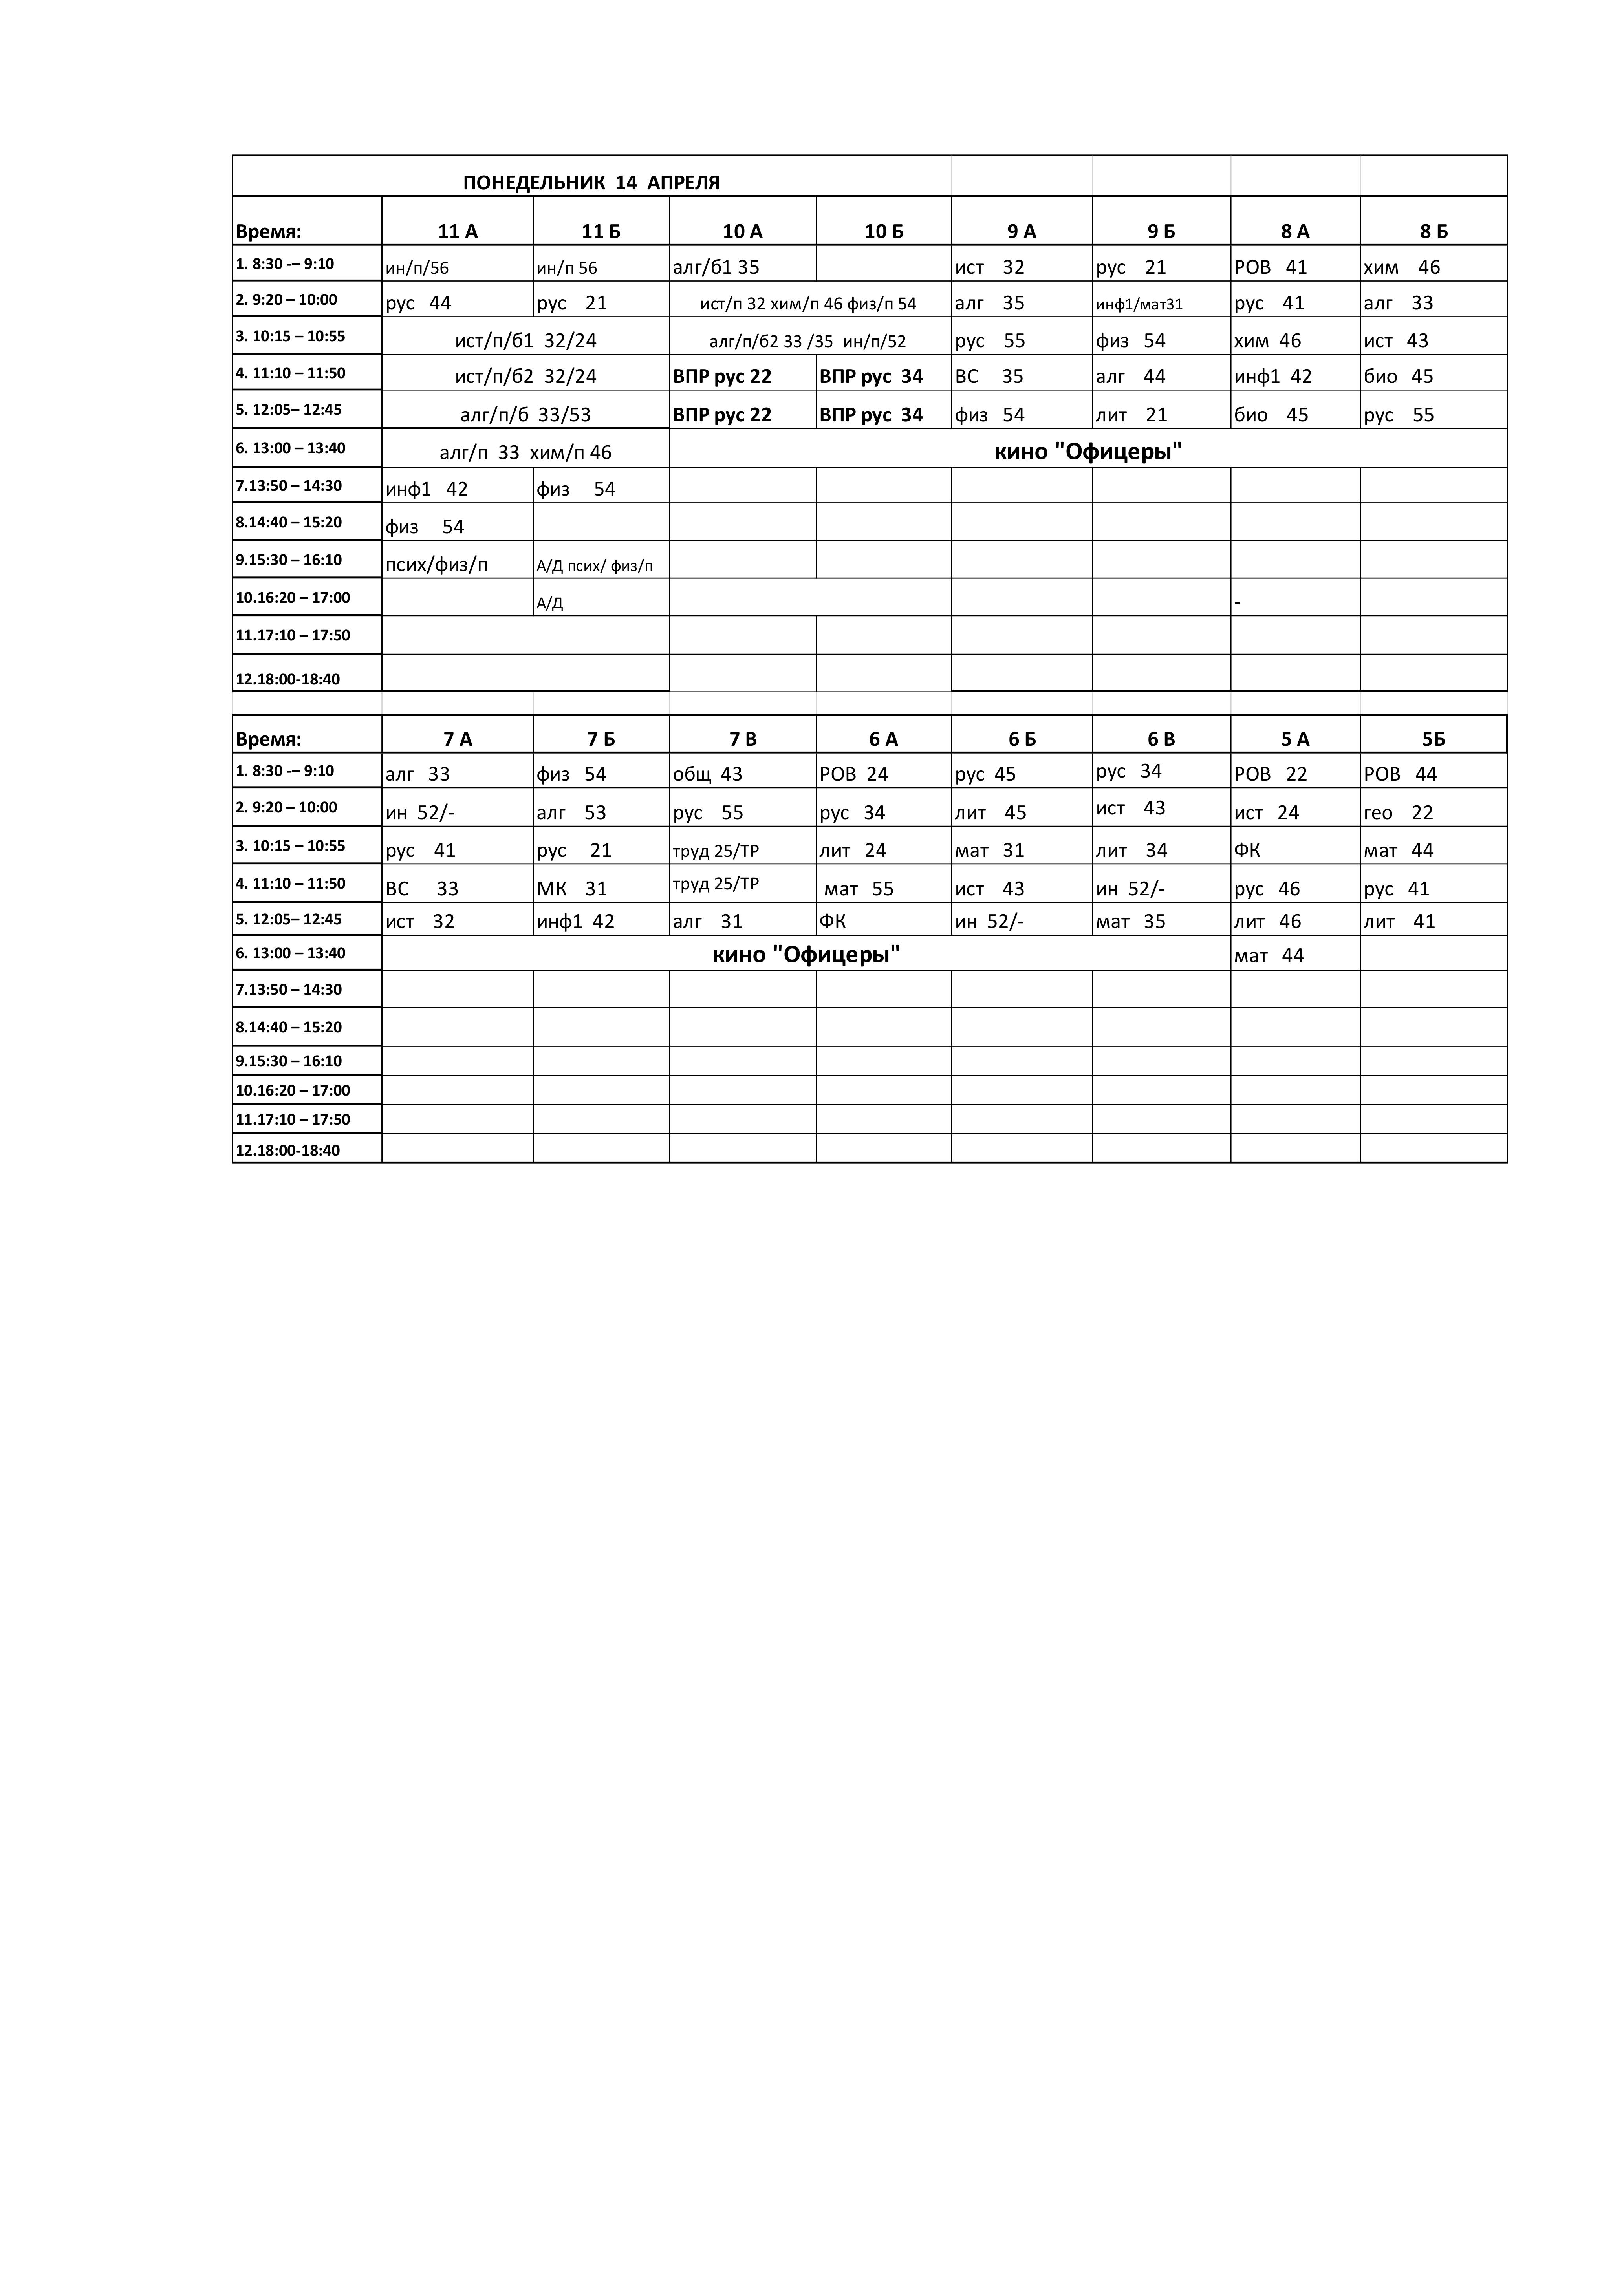 ПОНЕДЕЛЬНИК 14 АПРЕЛЯ
Время: 11 А 11 Б 10 А 10 Б 9 А 9 Б 8 А 8 Б
1. 8:30 -– 9:10 ин/п/56 ин/п 56 алг/б1 35 ист 32 рус 21 РОВ 41 хим 46
2. 9:20 – 10:00 рус 44 рус 21 ист/п 32 хим/п 46 физ/п 54 алг 35 инф1/мат31 рус 41 алг 33
3. 10:15 – 10:55 ист/п/б1 32/24 алг/п/б2 33 /35 ин/п/52 рус 55 физ 54 хим 46 ист 43
4. 11:10 – 11:50 ист/п/б2 32/24 ВПР рус 22 ВПР рус 34 ВС 35 алг 44 инф1 42 био 45
5. 12:05– 12:45 алг/п/б 33/53 ВПР рус 22 ВПР рус 34 физ 54 лит 21 био 45 рус 55
6. 13:00 – 13:40 алг/п 33 хим/п 46 кино "Офицеры"
7.13:50 – 14:30 инф1 42 физ 54
8.14:40 – 15:20 физ 54
9.15:30 – 16:10 псих/физ/п А/Д псих/ физ/п
10.16:20 – 17:00 А/Д -
11.17:10 – 17:50
12.18:00-18:40
Время: 7 А 7 Б 7 В 6 А 6 Б 6 В 5 А 5Б
1. 8:30 -– 9:10 алг 33 физ 54 общ 43 РОВ 24 рус 45 рус 34 РОВ 22 РОВ 44
2. 9:20 – 10:00 ин 52/- алг 53 рус 55 рус 34 лит 45 ист 43 ист 24 гео 22
3. 10:15 – 10:55 рус 41 рус 21 труд 25/ТР лит 24 мат 31 лит 34 ФК мат 44
4. 11:10 – 11:50 ВС 33 МК 31 труд 25/ТР мат 55 ист 43 ин 52/- рус 46 рус 41
5. 12:05– 12:45 ист 32 инф1 42 алг 31 ФК ин 52/- мат 35 лит 46 лит 41
6. 13:00 – 13:40 кино "Офицеры" мат 44
7.13:50 – 14:30
8.14:40 – 15:20
9.15:30 – 16:10
10.16:20 – 17:00
11.17:10 – 17:50
12.18:00-18:40